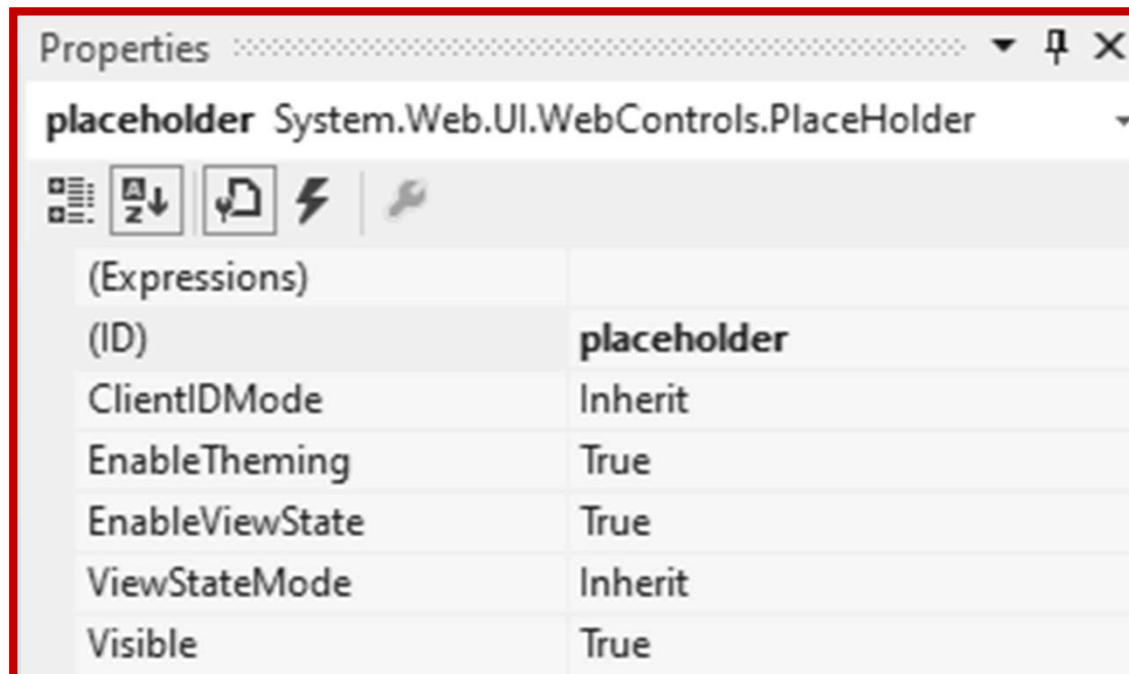 Properties
placeholder System.Web.UI.WebControls.PlaceHolder
(Expressions)
(ID) placeholder
ClientIDMode Inherit
EnableTheming True
EnableViewState True
ViewStateMode Inherit
Visible True